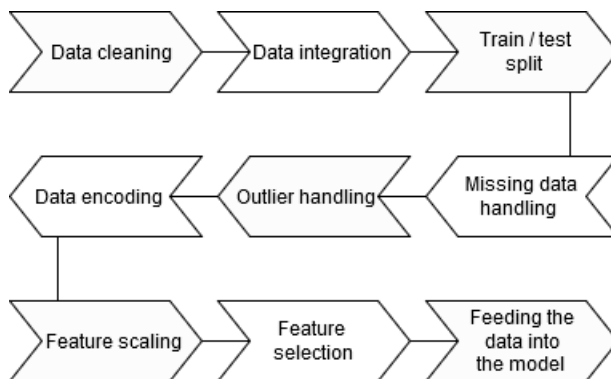 Data cleaning
Data integration
Train / test
split
Missing data
handling
Outlier handling
Data encoding
Feature scaling
Feature
selection
Feeding the
data into
the model